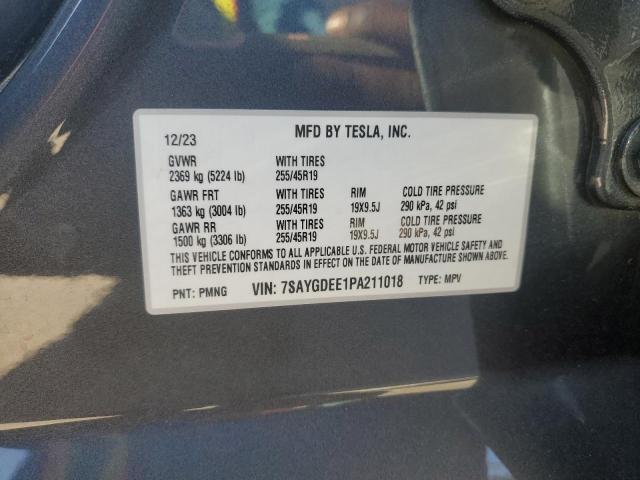 12/23 MFD BY TESLA, INC.
GVWR WITH TIRES
2369 kg (5224 lb) 255/45R19
GAWR FRT WITH TIRES RIM COLD TIRE PRESSURE
1363 kg (3004 lb) 255/45R19 19X9.5J 290 kPa, 42 psi
GAWR RR WITH TIRES RIM COLD TIRE PRESSURE
1500 kg (3306 lb) 255/45R19 19X9.5J 290 kPa, 42 psi
THIS VEHICLE CONFORMS TO ALL APPLICABLE U.S. FEDERAL MOTOR VEHICLE SAFETY AND
THEFT PREVENTION STANDARDS IN EFFECT ON THE DATE OF MANUFACTURE SHOWN ABOVE.
PNT: PMNG VIN: 7SAYGDEE1PA211018 TYPE: MPV